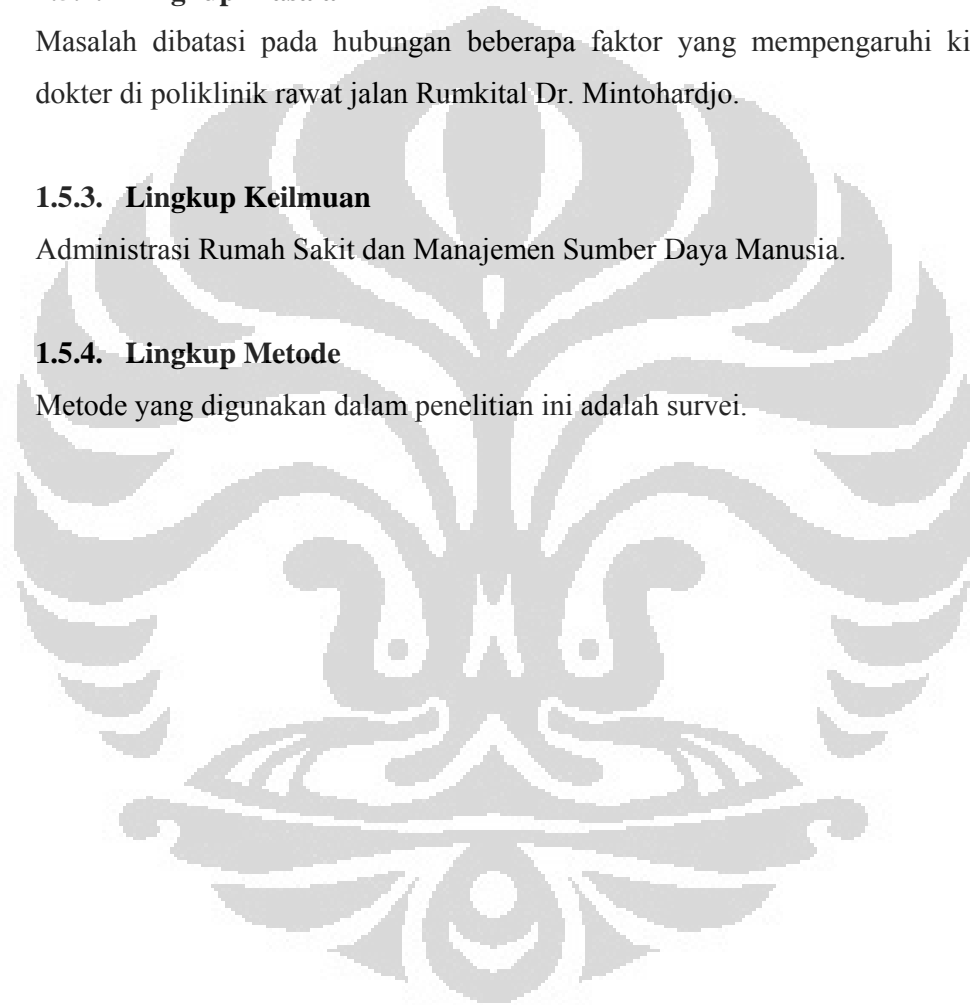 Masalah dibatasi pada hubungan beberapa faktor yang mempengaruhi
dokter di poliklinik rawat jalan Rumkital Dr. Mintohardjo.
1.5.3. Lingkup Keilmuan
Administrasi Rumah Sakit dan Manajemen Sumber Daya Manusia.
1.5.4. Lingkup Metode
Metode yang digunakan dalam penelitian ini adalah survei.